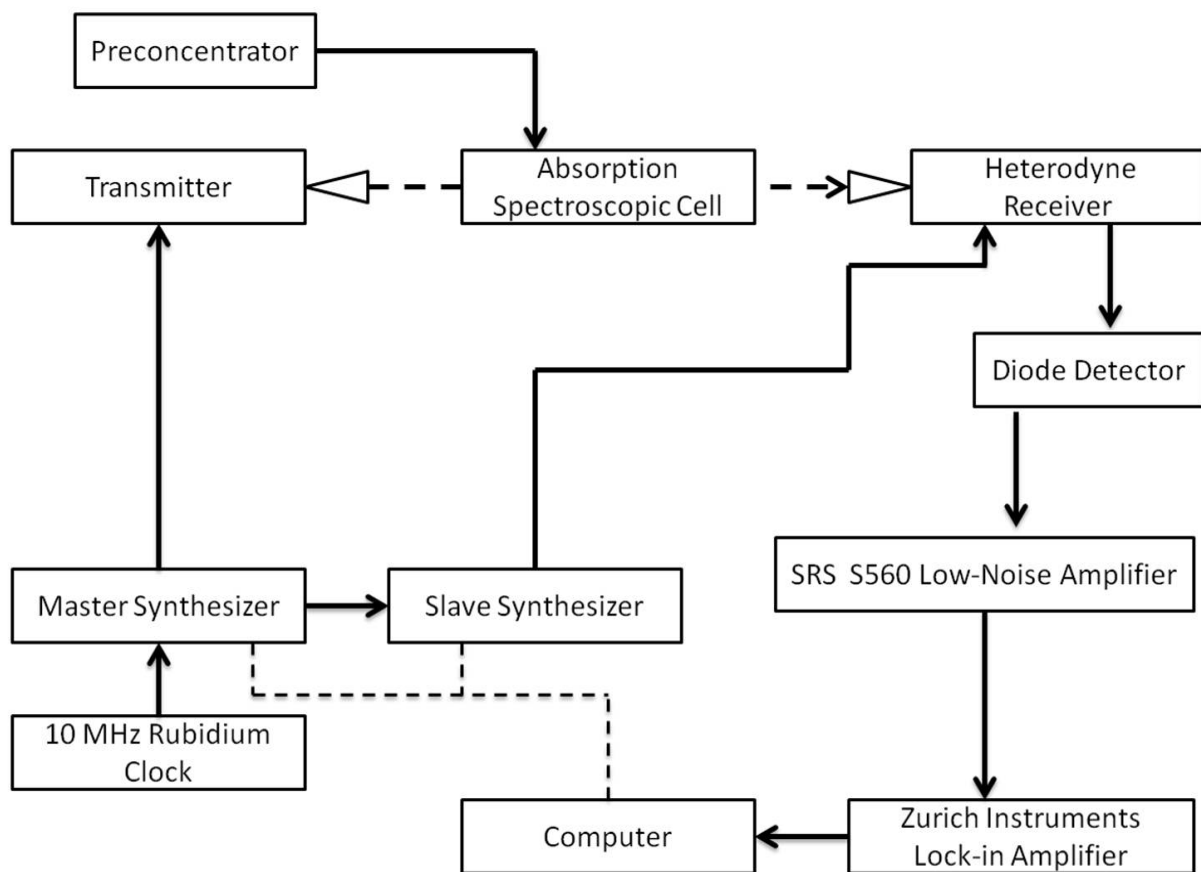 Preconcentrator
Transmitter
Absorption
Spectroscopic Cell
Heterodyne
Receiver
Diode Detector
SRS S560 Low-Noise Amplifier
Master Synthesizer
Slave Synthesizer
10 MHz Rubidium
Clock
Computer
Zurich Instruments
Lock-in Amplifier